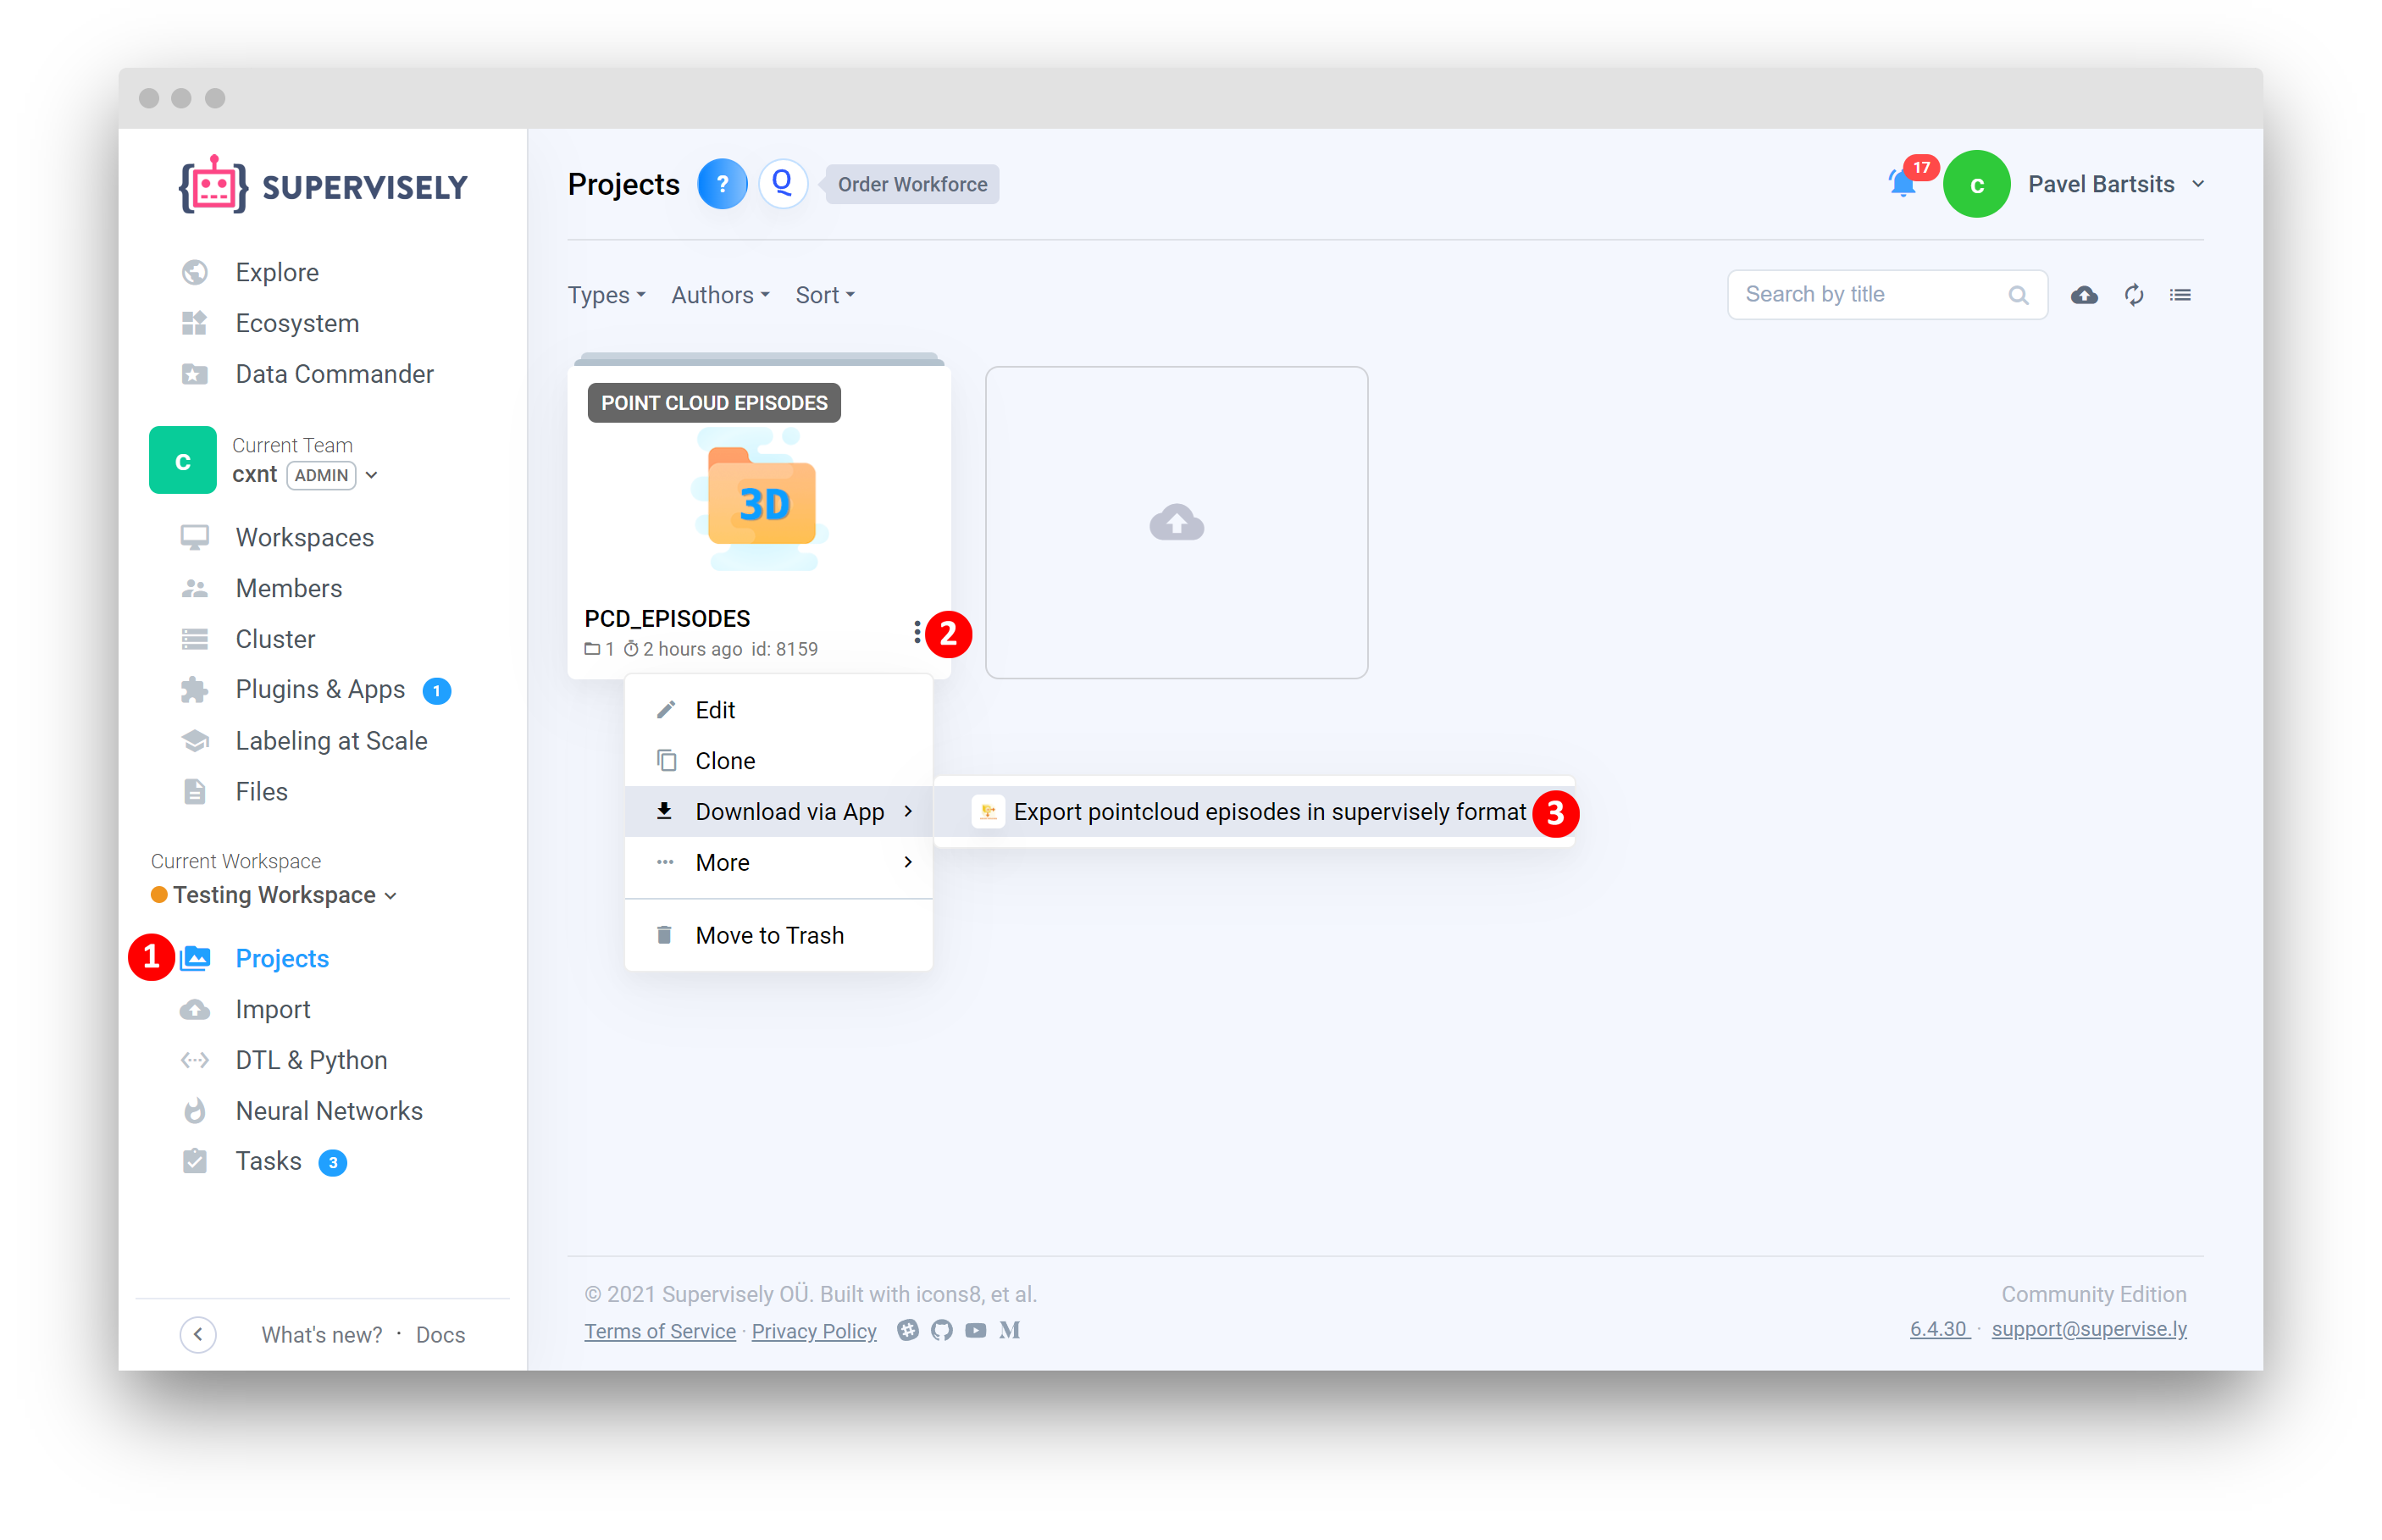 SUPERVISELY
Explore
Ecosystem
Data Commander
c
Current Team
cxnt ADMIN
Workspaces
Members
Cluster
Plugins & Apps 1
Labeling at Scale
Files
Current Workspace
Testing Workspace
1 Projects
Import
DTL & Python
Neural Networks
Tasks 3
What's new? · Docs
Projects ? Q Order Workforce
17 c Pavel Bartsits
Types Authors Sort
Search by title
POINT CLOUD EPISODES
3D
PCD_EPISODES
1 2 hours ago id: 8159
2
Edit
Clone
Download via App
Export pointcloud episodes in supervisely format 3
More
Move to Trash
© 2021 Supervisely OÜ. Built with icons8, et al.
Terms of Service · Privacy Policy
Community Edition
6.4.30 · support@supervise.ly